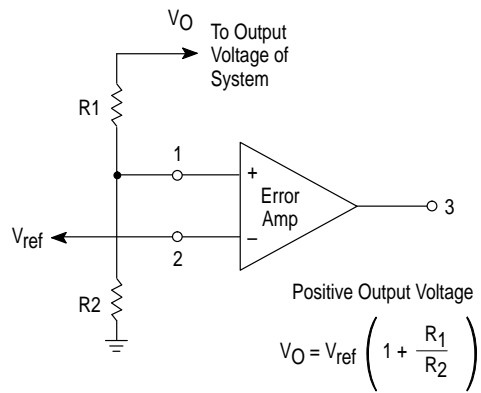 VO
To Output
Voltage of
System
R1
1
+
Error
Amp
3
Vref
−
2
R2
Positive Output Voltage
VO = Vref ( 1 + R1 / R2 )